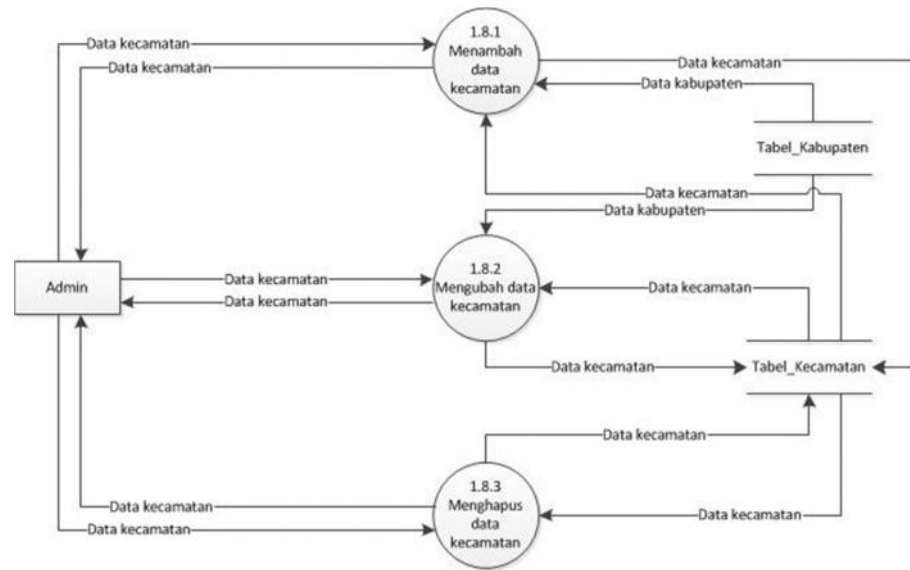 1.8.1
Menambah
data
kecamatan
Data kecamatan
Data kecamatan
Data kecamatan
Data kabupaten
Tabel_Kabupaten
Data kecamatan
Data kabupaten
Admin
Data kecamatan
Data kecamatan
1.8.2
Mengubah data
kecamatan
Data kecamatan
Data kecamatan
Tabel_Kecamatan
Data kecamatan
1.8.3
Menghapus
data
kecamatan
Data kecamatan
Data kecamatan
Data kecamatan